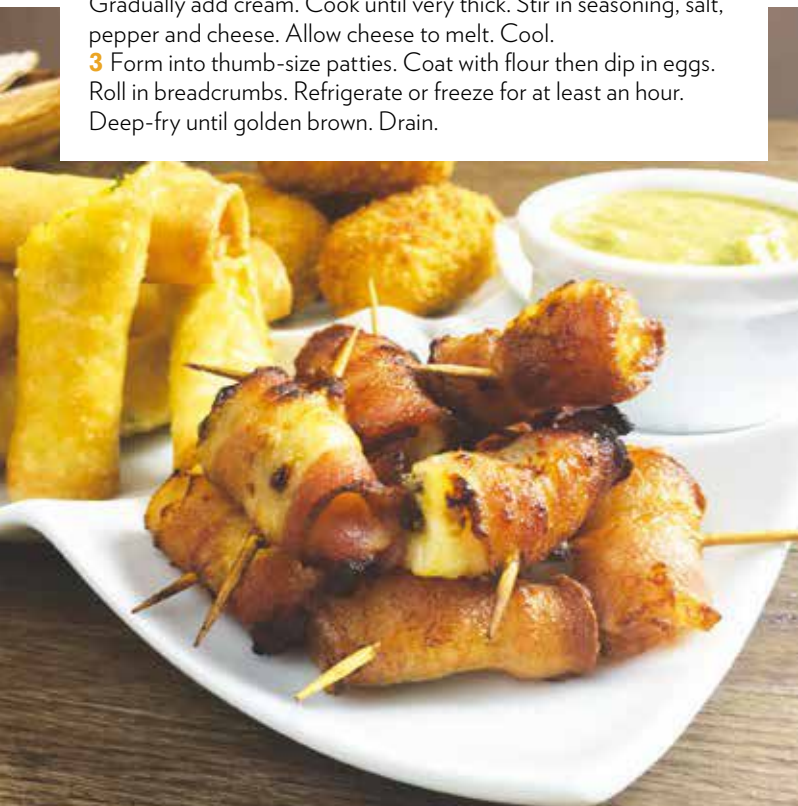 Gradually add cream. Cook until very thick. Stir in seasoning, salt,
pepper and cheese. Allow cheese to melt. Cool.
3 Form into thumb-size patties. Coat with flour then dip in eggs.
Roll in breadcrumbs. Refrigerate or freeze for at least an hour.
Deep-fry until golden brown. Drain.